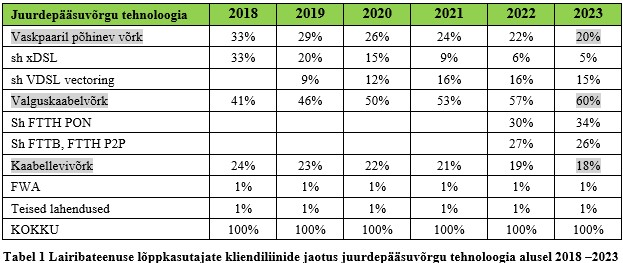 Juurdepääsuvõrgu tehnoloogia 2018 2019 2020 2021 2022 2023
Vaskpaaril põhinev võrk 33% 29% 26% 24% 22% 20%
sh xDSL 33% 20% 15% 9% 6% 5%
sh VDSL vectoring 9% 12% 16% 16% 15%
Valguskaabelvõrk 41% 46% 50% 53% 57% 60%
Sh FTTH PON 30% 34%
Sh FTTB, FTTH P2P 27% 26%
Kaabellevivõrk 24% 23% 22% 21% 19% 18%
FWA 1% 1% 1% 1% 1% 1%
Teised lahendused 1% 1% 1% 1% 1% 1%
KOKKU 100% 100% 100% 100% 100% 100%
Tabel 1 Lairibateenuse lõppkasutajate kliendiliinide jaotus juurdepääsuvõrgu tehnoloogia alusel 2018 –2023